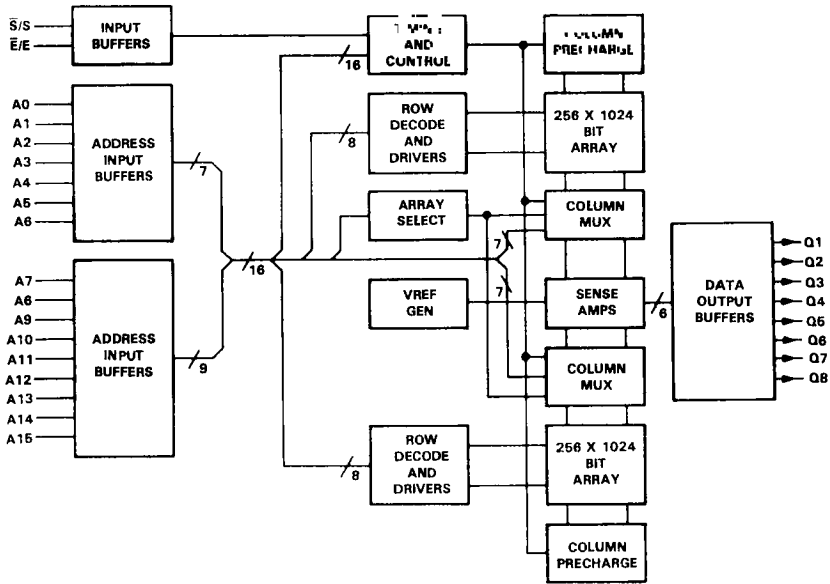 S̅/S
E̅/E
INPUT
BUFFERS
16
AND
CONTROL
COLUMN
PRECHARGE
A0
A1
A2
A3
A4
A5
A6
ADDRESS
INPUT
BUFFERS
7
8
ROW
DECODE
AND
DRIVERS
256 X 1024
BIT
ARRAY
ARRAY
SELECT
7
COLUMN
MUX
16
A7
A6
A9
A10
A11
A12
A13
A14
A15
ADDRESS
INPUT
BUFFERS
9
7
VREF
GEN
SENSE
AMPS
6
DATA
OUTPUT
BUFFERS
Q1
Q2
Q3
Q4
Q5
Q6
Q7
Q8
COLUMN
MUX
8
ROW
DECODE
AND
DRIVERS
256 X 1024
BIT
ARRAY
COLUMN
PRECHARGE